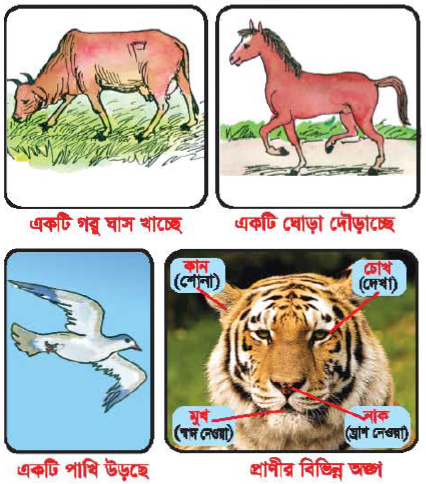 একটি গরু ঘাস খাচ্ছে
একটি ঘোড়া দৌড়াচ্ছে
কান
(শোনা)
চোখ
(দেখা)
মুখ
(স্বাদ নেওয়া)
নাক
(ঘ্রাণ নেওয়া)
একটি পাখি উড়ছে
প্রাণীর বিভিন্ন অঙ্গ